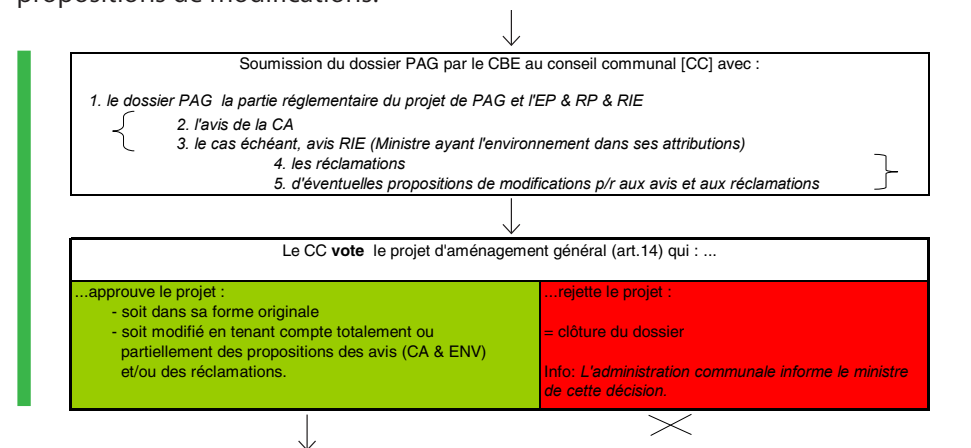 propositions de modifications.
Soumission du dossier PAG par le CBE au conseil communal [CC] avec :
1. le dossier PAG la partie réglementaire du projet de PAG et l'EP & RP & RIE
2. l'avis de la CA
3. le cas échéant, avis RIE (Ministre ayant l'environnement dans ses attributions)
4. les réclamations
5. d'éventuelles propositions de modifications p/r aux avis et aux réclamations
Le CC vote le projet d'aménagement général (art.14) qui : ...
...approuve le projet :
- soit dans sa forme originale
- soit modifié en tenant compte totalement ou
partiellement des propositions des avis (CA & ENV)
et/ou des réclamations.
...rejette le projet :
= clôture du dossier
Info: L'administration communale informe le ministre
de cette décision.